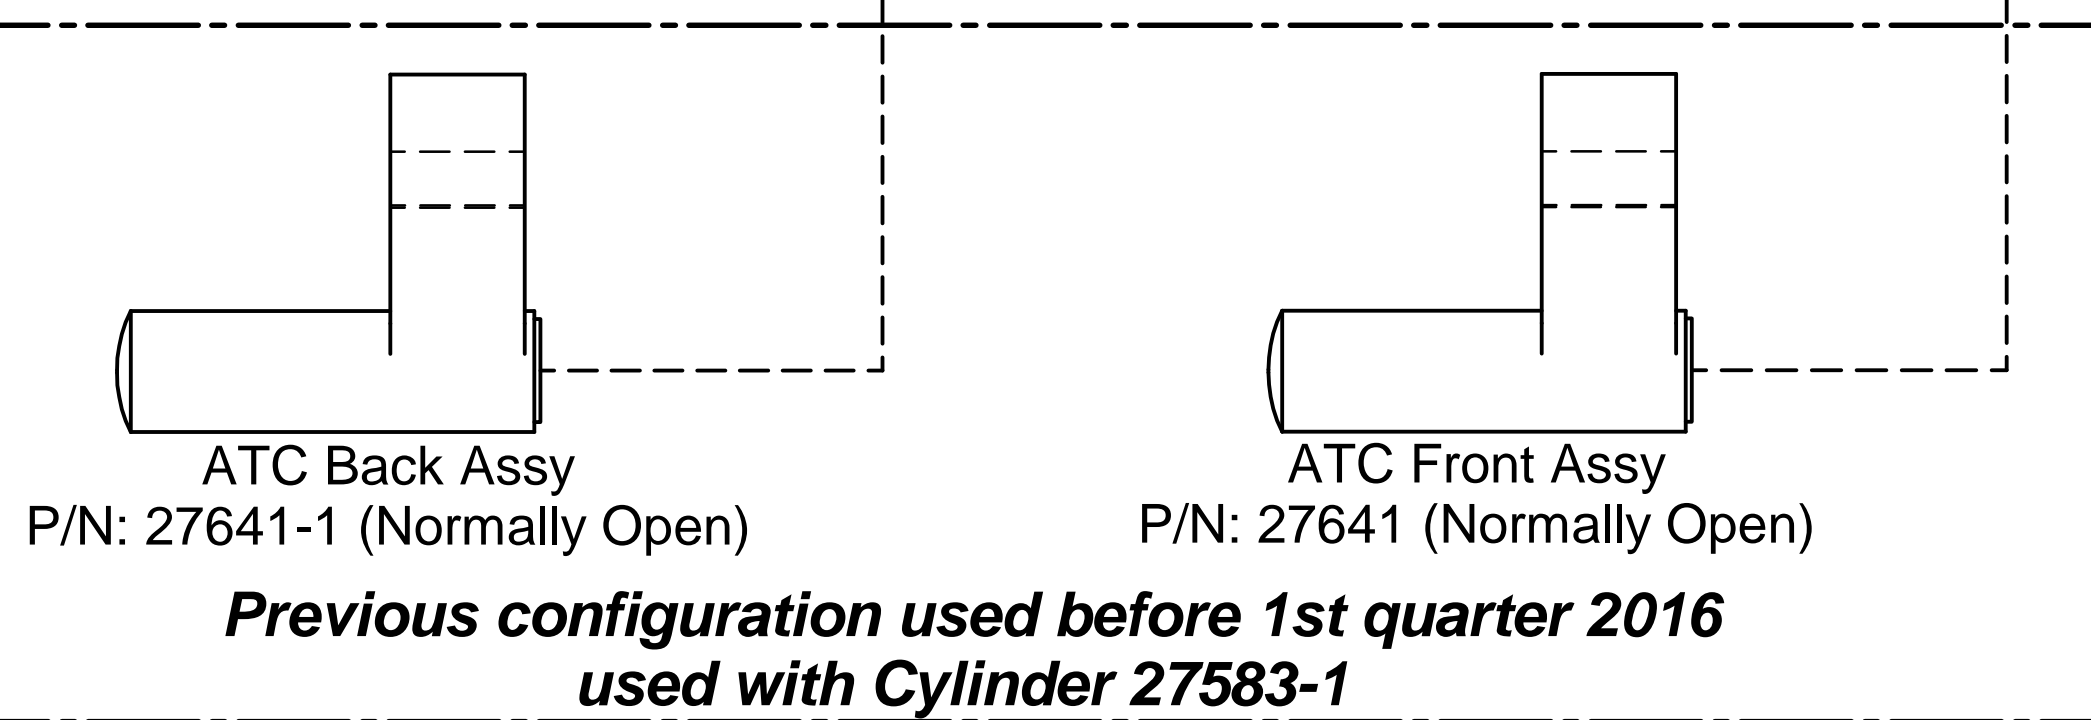 ATC Back Assy
P/N: 27641-1 (Normally Open)
ATC Front Assy
P/N: 27641 (Normally Open)
Previous configuration used before 1st quarter 2016
used with Cylinder 27583-1